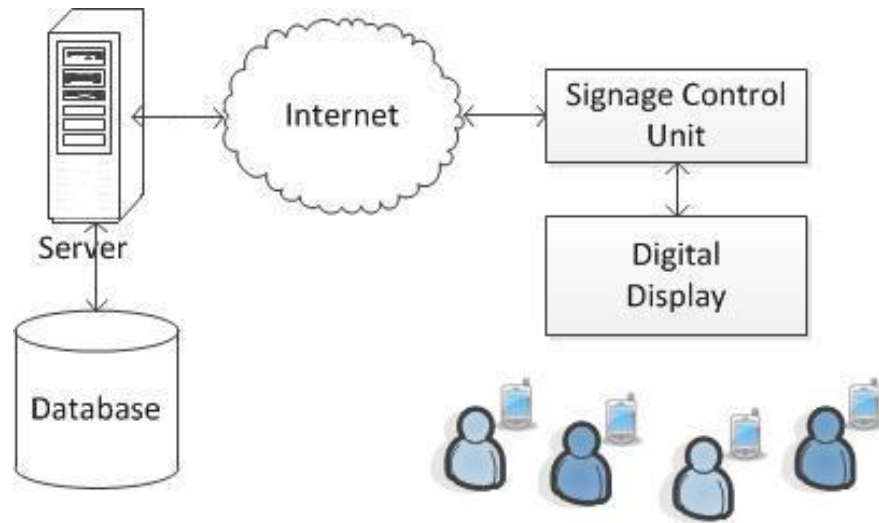 Internet
Signage Control
Unit
Server
Digital
Display
Database